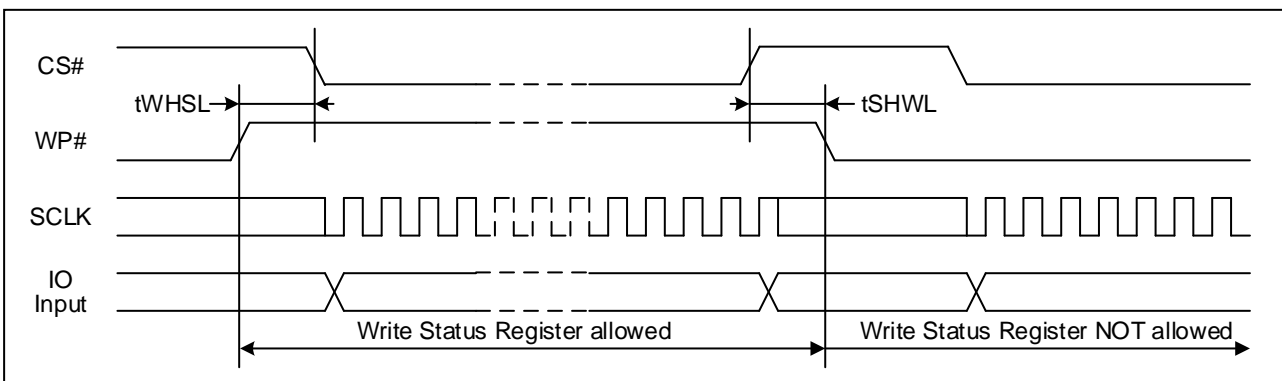 CS#
tWHSL
tSHWL
WP#
SCLK
IO
Input
Write Status Register allowed
Write Status Register NOT allowed